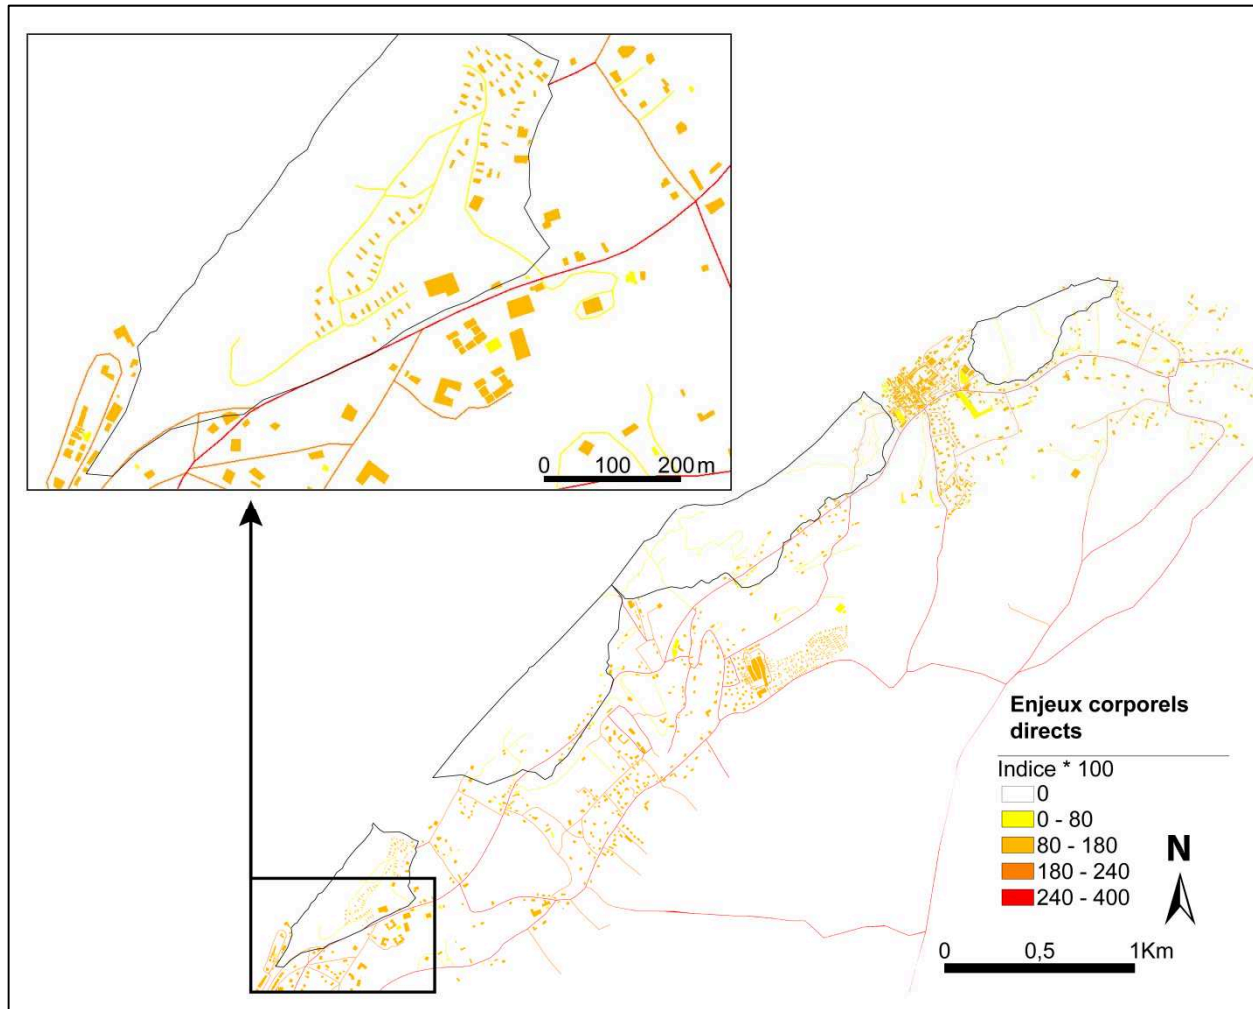 0 100 200m
Enjeux corporels
directs
Indice * 100
0
0 - 80
80 - 180
180 - 240
240 - 400
N
0 0,5 1Km